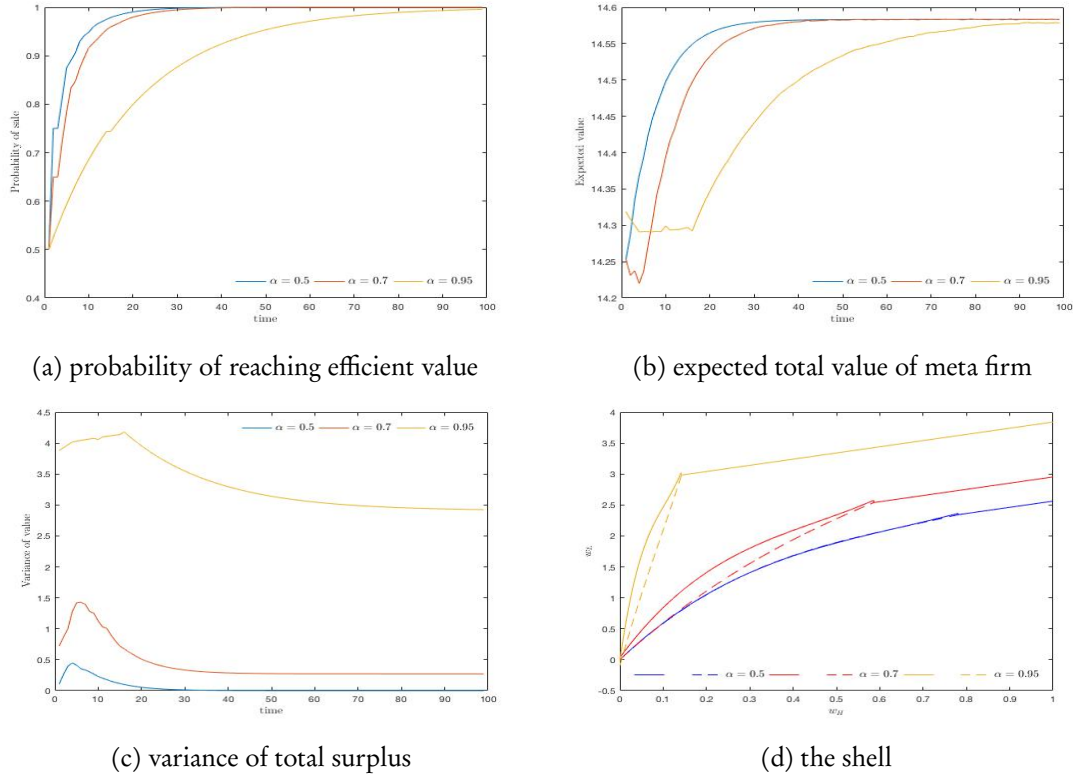 1
0.9
0.8
0.7
0.6
0.5
0.4
Probability of sale
0 10 20 30 40 50 60 70 80 90 100
time
α = 0.5 α = 0.7 α = 0.95
(a) probability of reaching efficient value
14.6
14.55
14.5
14.45
14.4
14.35
14.3
14.25
14.2
Expected value
0 10 20 30 40 50 60 70 80 90 100
time
α = 0.5 α = 0.7 α = 0.95
(b) expected total value of meta firm
4.5
4
3.5
3
2.5
2
1.5
1
0.5
0
Variance of value
0 10 20 30 40 50 60 70 80 90 100
time
α = 0.5 α = 0.7 α = 0.95
(c) variance of total surplus
4
3.5
3
2.5
2
1.5
1
0.5
0
-0.5
w_L
0 0.1 0.2 0.3 0.4 0.5 0.6 0.7 0.8 0.9 1
w_H
α = 0.5 α = 0.7 α = 0.95
(d) the shell